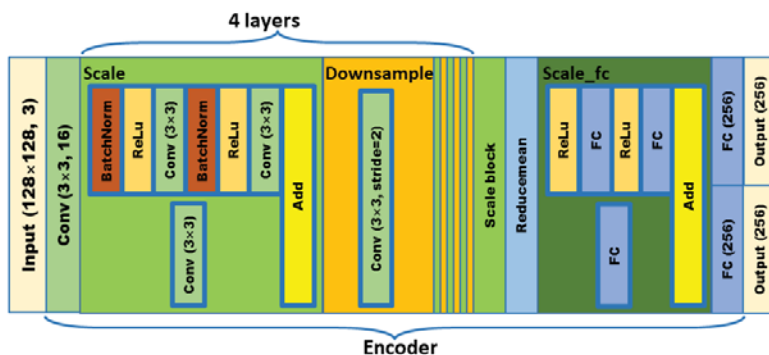 4 layers
Input (128×128, 3)
Conv (3×3, 16)
Scale
BatchNorm
ReLu
Conv (3×3)
BatchNorm
ReLu
Conv (3×3)
Add
Conv (3×3)
Downsample
Conv (3×3, stride=2)
Scale block
Reducemean
Scale_fc
ReLu
FC
ReLu
FC
Add
FC
FC (256)
Output (256)
FC (256)
Output (256)
Encoder